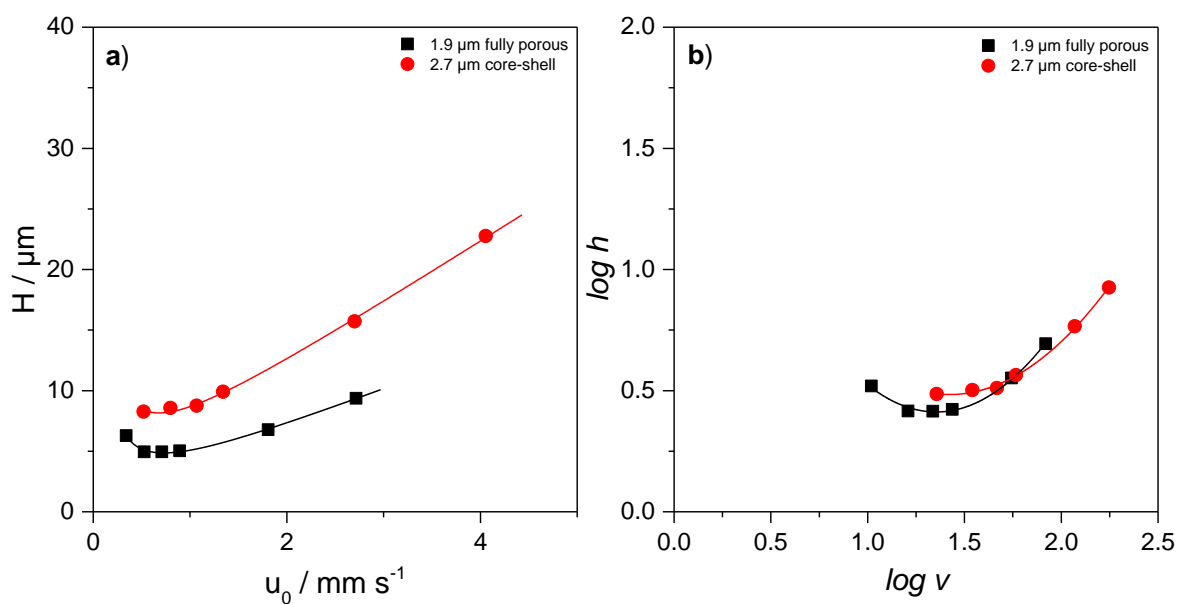 a)
1.9 µm fully porous
2.7 µm core-shell
40
30
20
10
0
H / µm
0
2
4
u₀ / mm s⁻¹
b)
1.9 µm fully porous
2.7 µm core-shell
2.0
1.5
1.0
0.5
0.0
log h
0.0
0.5
1.0
1.5
2.0
2.5
log v